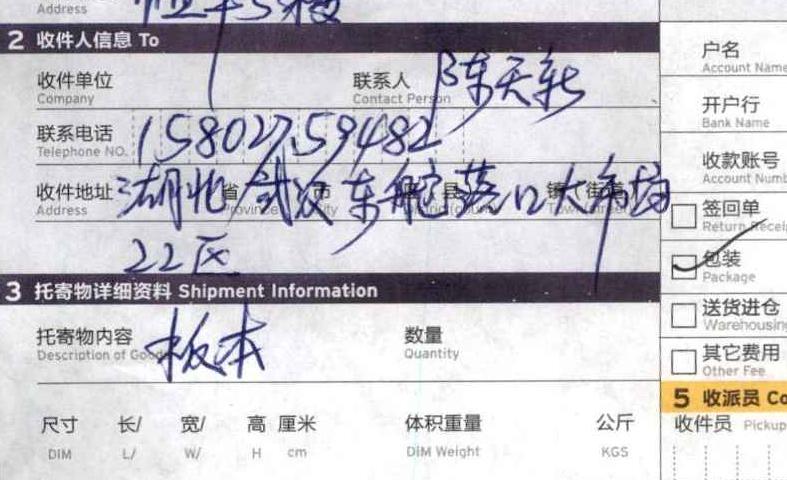 Address
2 收件人信息 To
收件单位 联系人 陈天新
Company Contact Person
联系电话 15802759482
Telephone NO.
收件地址 湖北 省 武汉 市 东 区 县 大市场 镇/街道
Address Province City District(county) Town/Street
22区
3 托寄物详细资料 Shipment Information
托寄物内容 板本 数量
Description of Goods Quantity
尺寸 长/ 宽/ 高 厘米 体积重量 公斤
DIM L/ W/ H cm DIM Weight KGS
户名
Account Name
开户行
Bank Name
收款账号
Account Numb
签回单
Return Receip
包装
Package
送货进仓
Warehousing
其它费用
Other Fee
5 收派员 Co
收件员 Pickup